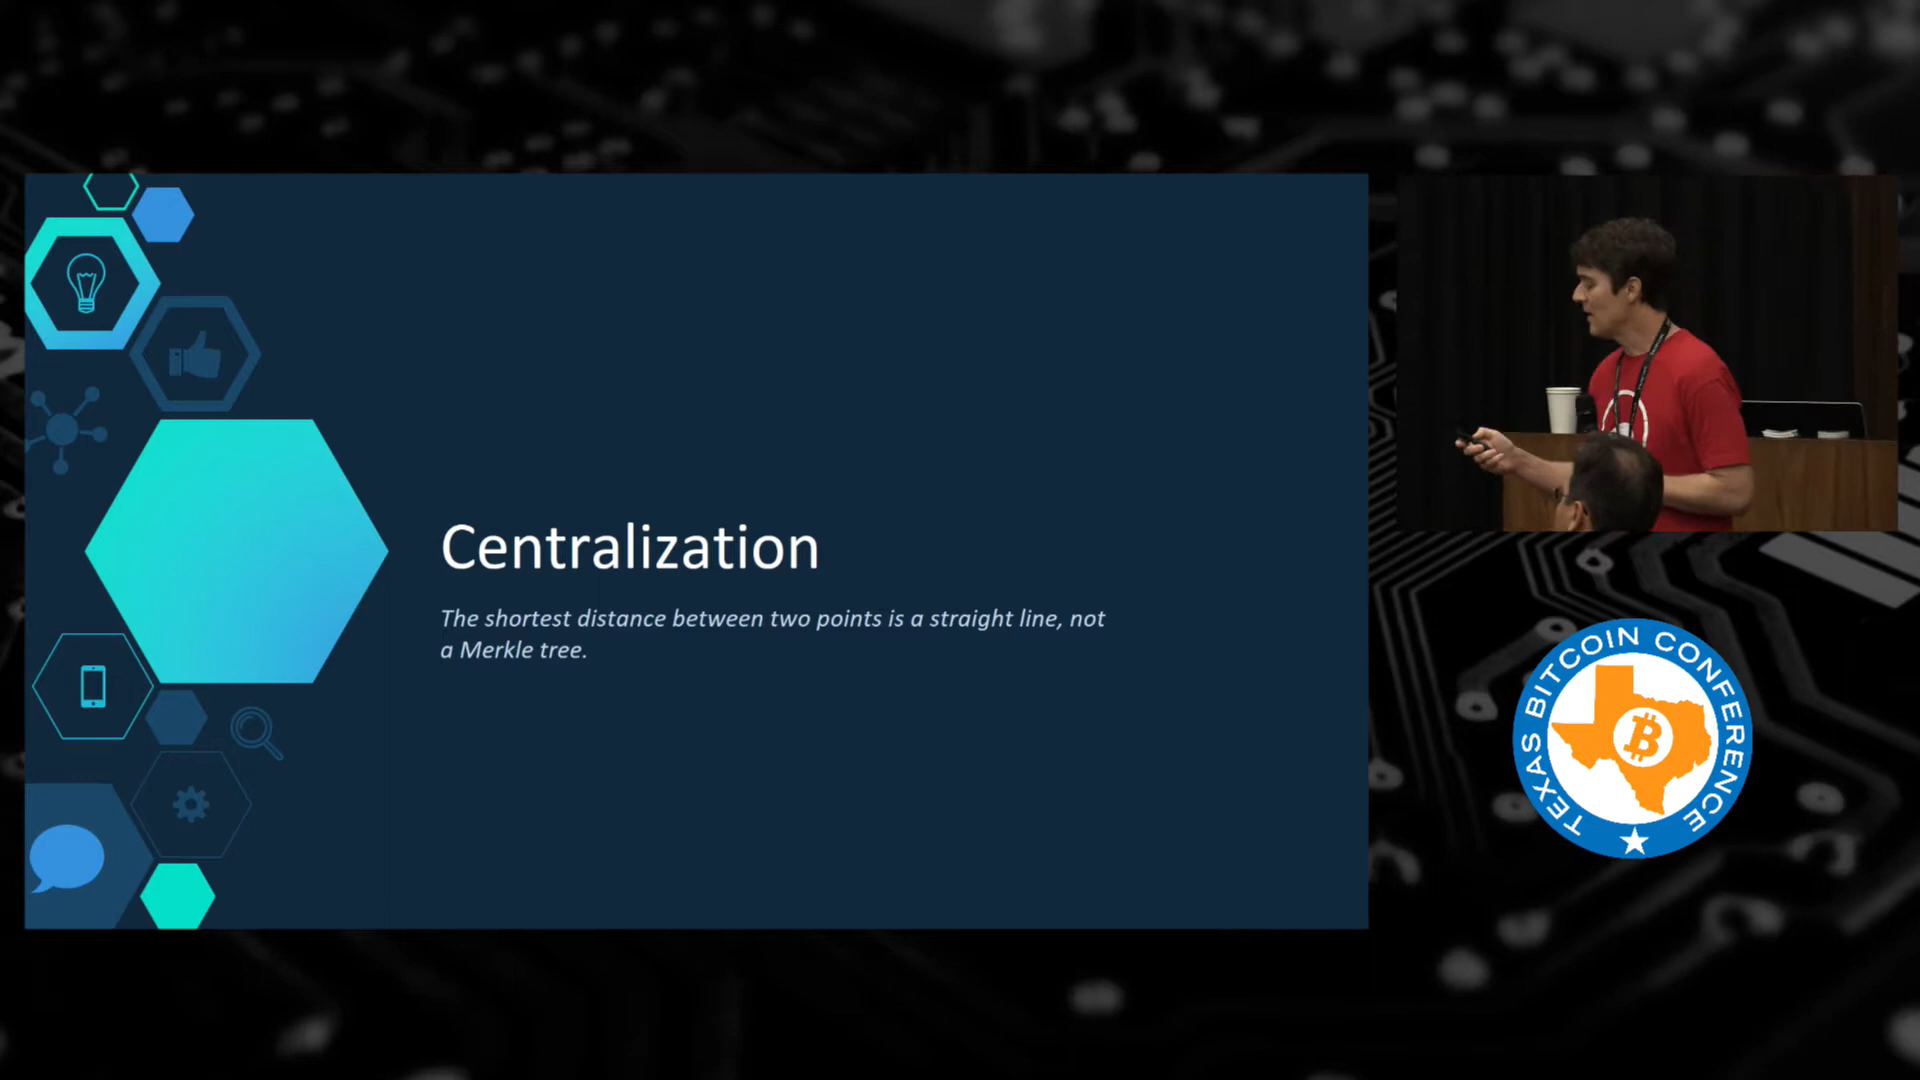 Centralization
The shortest distance between two points is a straight line, not
a Merkle tree.
TEXAS BITCOIN CONFERENCE